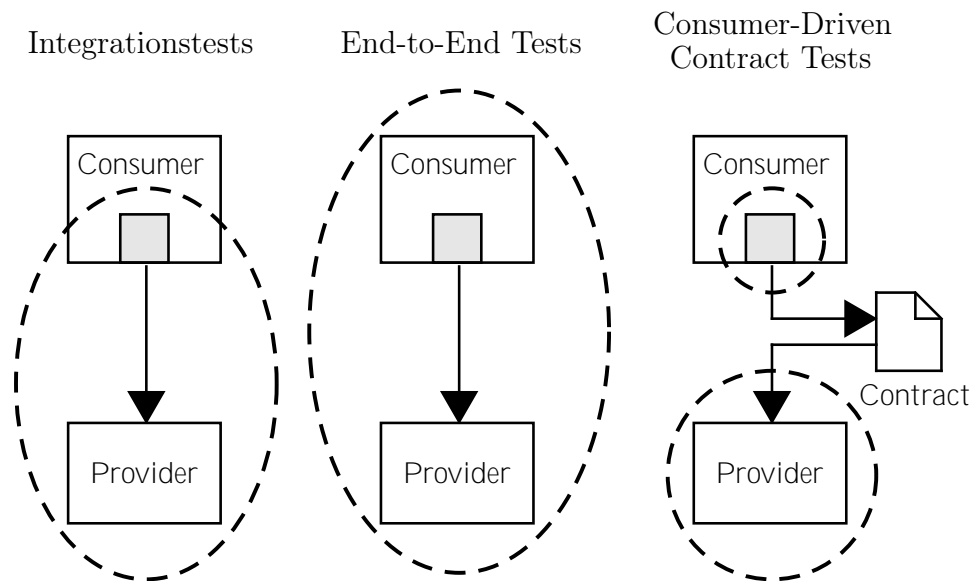 Integrationstests
End-to-End Tests
Consumer-Driven
Contract Tests
Consumer
Consumer
Consumer
Contract
Provider
Provider
Provider